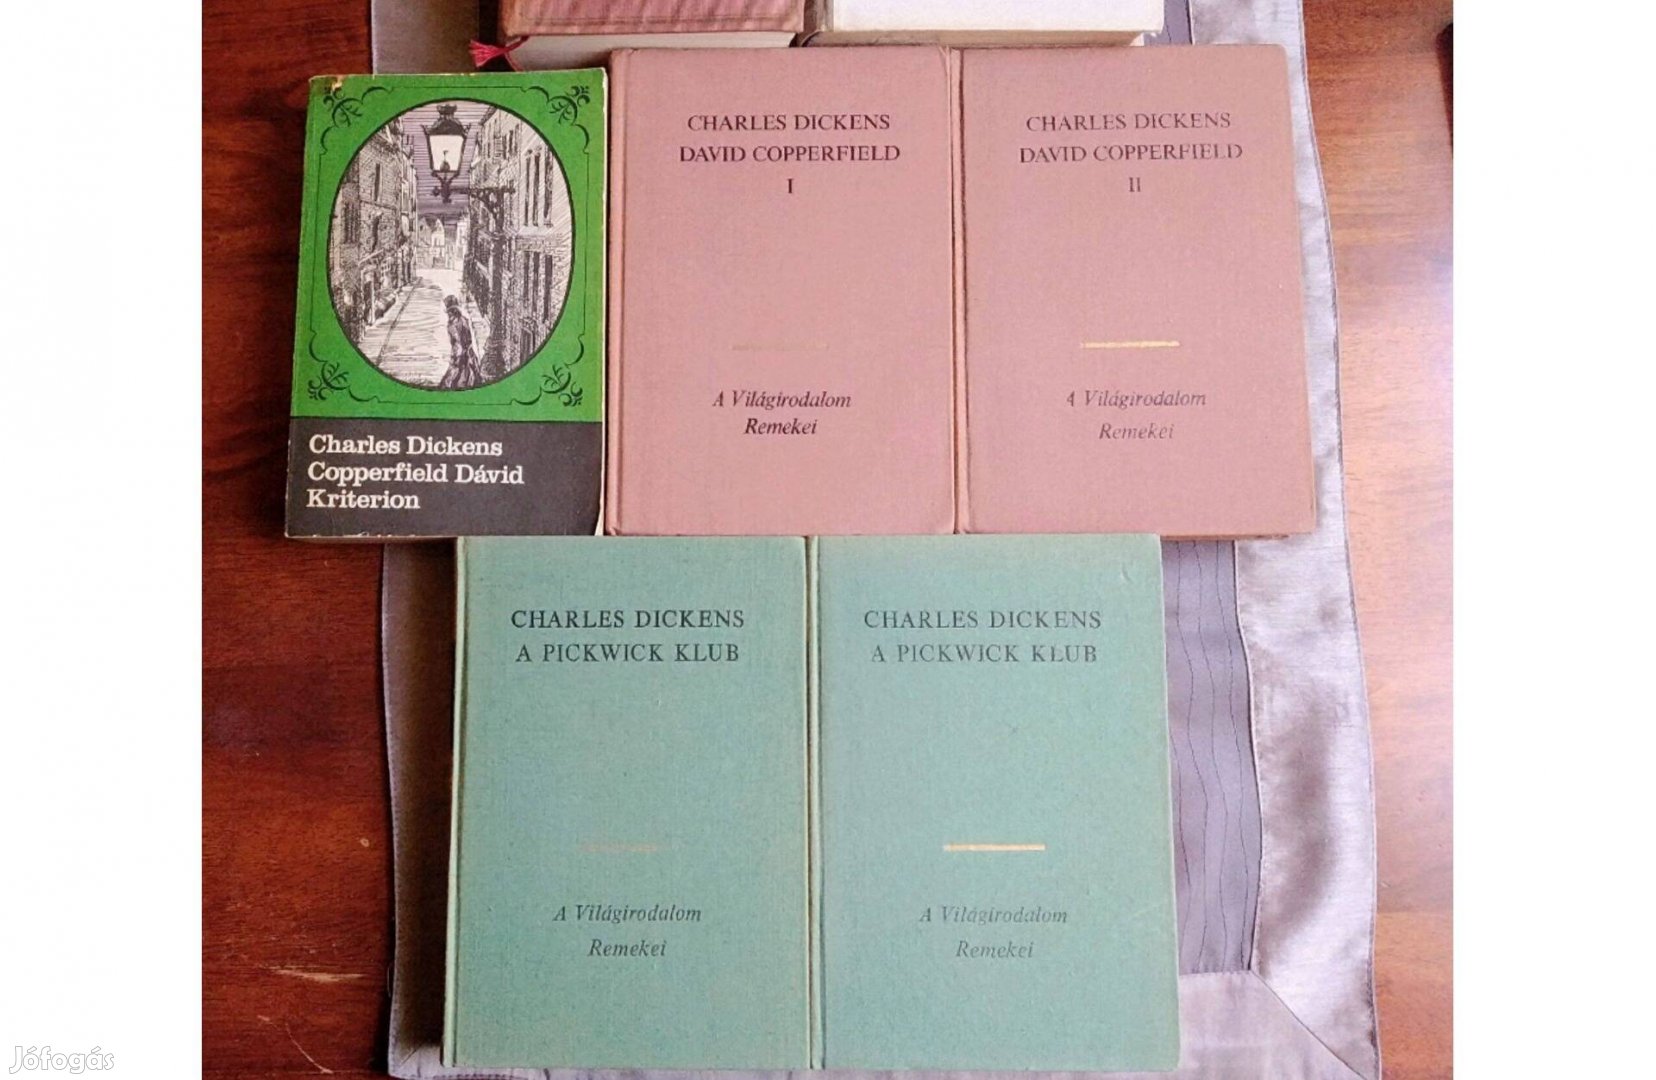 Charles Dickens
Copperfield Dávid
Kriterion
CHARLES DICKENS
DAVID COPPERFIELD
I
A Világirodalom
Remekei
CHARLES DICKENS
DAVID COPPERFIELD
II
A Világirodalom
Remekei
CHARLES DICKENS
A PICKWICK KLUB
A Világirodalom
Remekei
CHARLES DICKENS
A PICKWICK KLUB
A Világirodalom
Remekei
Jófogás